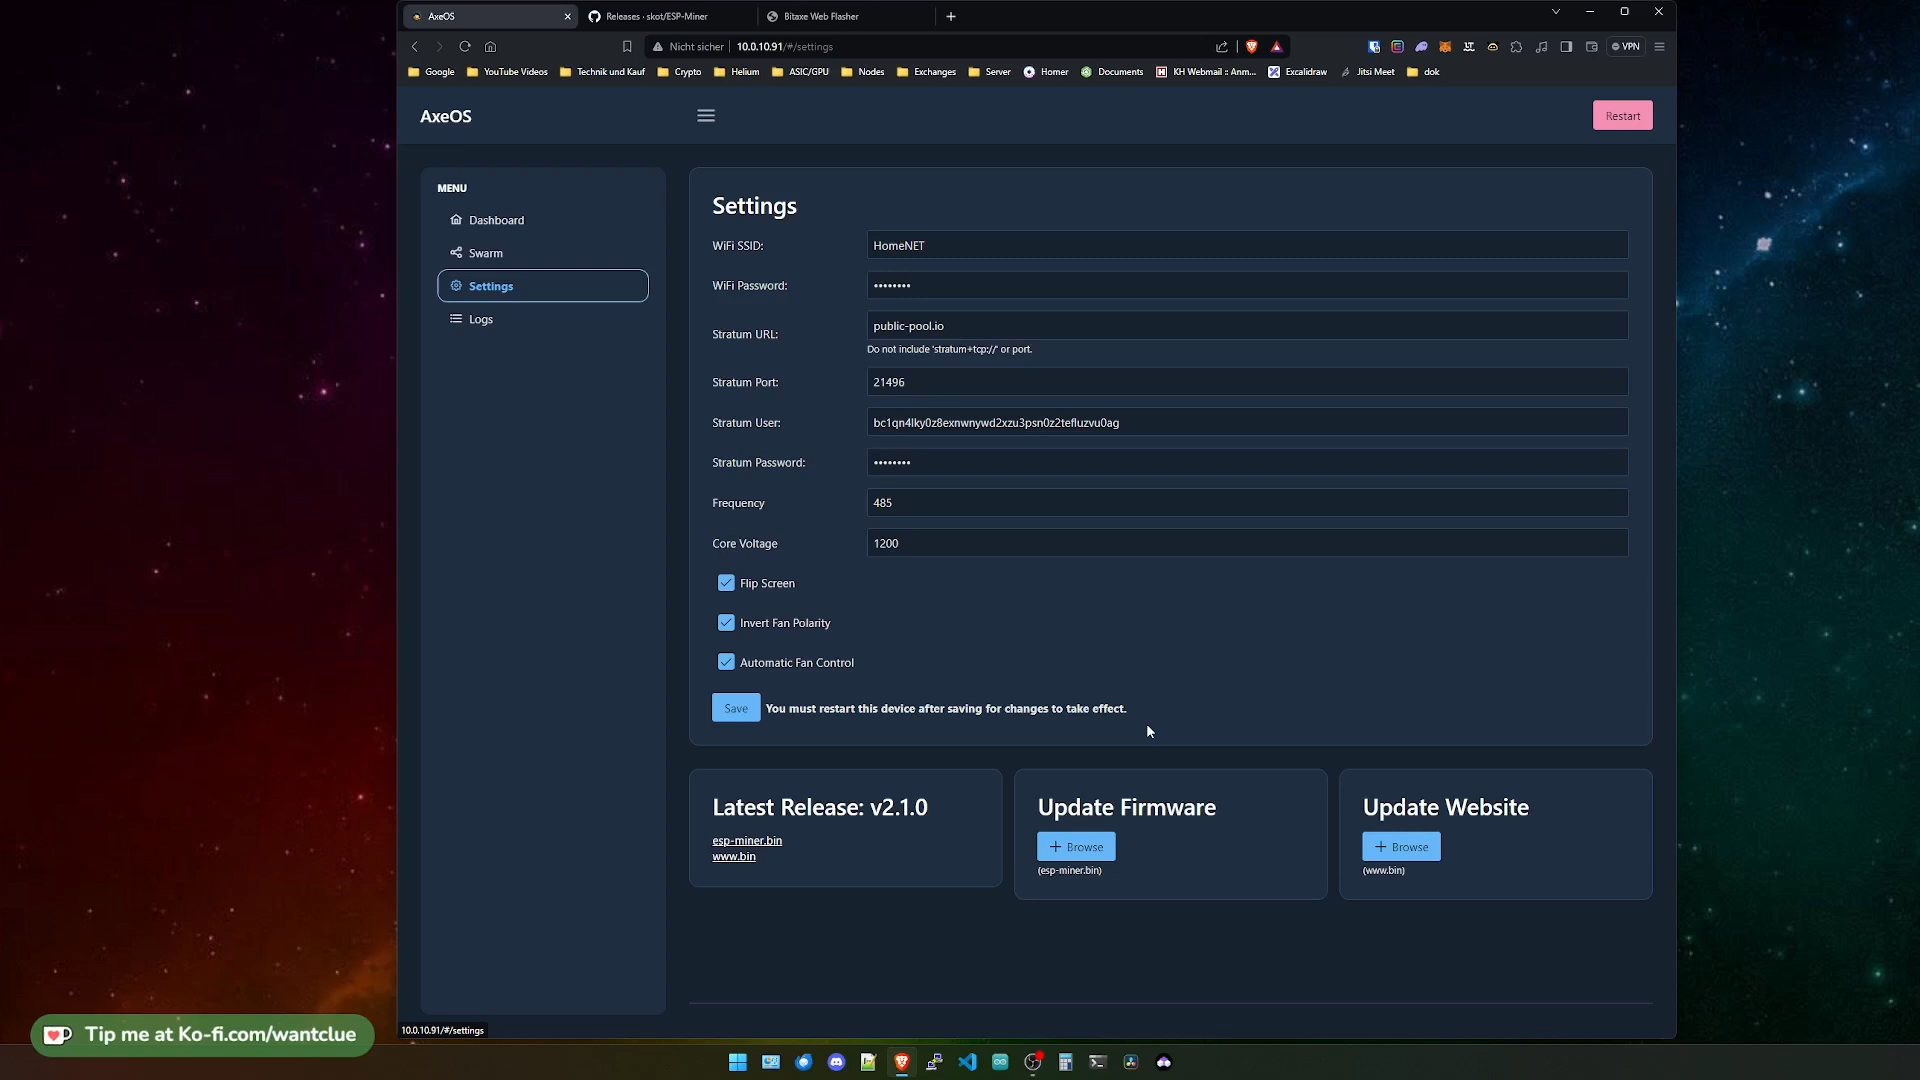 AxeOS
Releases · skot/ESP-Miner
Bitaxe Web Flasher
Nicht sicher
10.0.10.91/#/settings
VPN
Google
YouTube Videos
Technik und Kauf
Crypto
Helium
ASIC/GPU
Nodes
Exchanges
Server
Homer
Documents
KH Webmail :: Anm...
Excalidraw
Jitsi Meet
dok
AxeOS
Restart
MENU
Dashboard
Swarm
Settings
Logs
Settings
WiFi SSID:
HomeNET
WiFi Password:
••••••••
Stratum URL:
public-pool.io
Do not include 'stratum+tcp://' or port.
Stratum Port:
21496
Stratum User:
bc1qn4lky0z8exnwnywd2xzu3psn0z2tefluzvu0ag
Stratum Password:
••••••••
Frequency
485
Core Voltage
1200
Flip Screen
Invert Fan Polarity
Automatic Fan Control
Save
You must restart this device after saving for changes to take effect.
Latest Release: v2.1.0
esp-miner.bin
www.bin
Update Firmware
Browse
(esp-miner.bin)
Update Website
Browse
(www.bin)
10.0.10.91/#/settings
Tip me at Ko-fi.com/wantclue